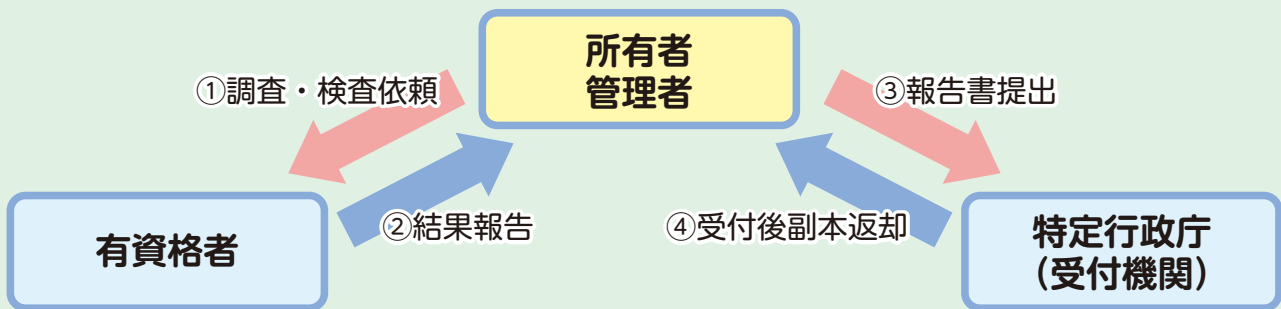 所有者
管理者
①調査・検査依頼
③報告書提出
②結果報告
④受付後副本返却
有資格者
特定行政庁
（受付機関）